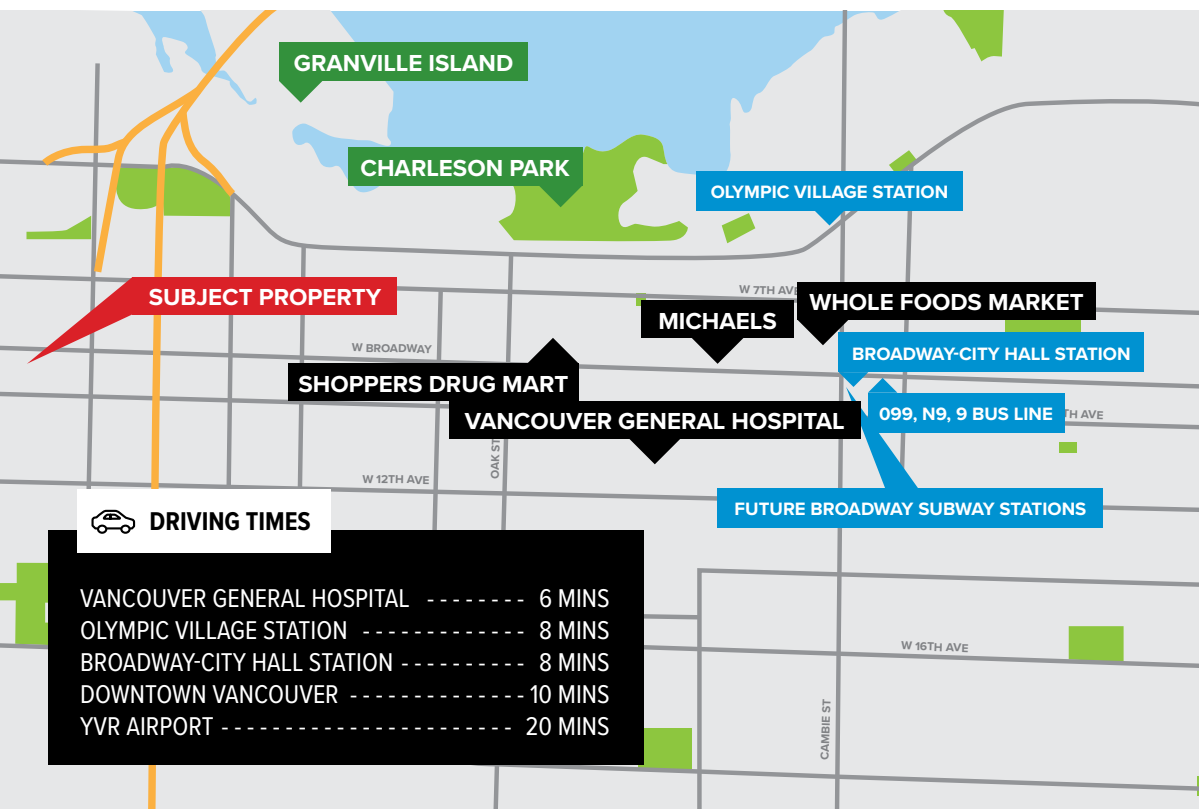 GRANVILLE ISLAND
CHARLESON PARK
OLYMPIC VILLAGE STATION
SUBJECT PROPERTY
W 7TH AVE
WHOLE FOODS MARKET
MICHAELS
W BROADWAY
BROADWAY-CITY HALL STATION
SHOPPERS DRUG MART
VANCOUVER GENERAL HOSPITAL
099, N9, 9 BUS LINE
TH AVE
OAK ST
W 12TH AVE
FUTURE BROADWAY SUBWAY STATIONS
DRIVING TIMES
VANCOUVER GENERAL HOSPITAL -------- 6 MINS
OLYMPIC VILLAGE STATION ------------- 8 MINS
BROADWAY-CITY HALL STATION ---------- 8 MINS
DOWNTOWN VANCOUVER -------------- 10 MINS
YVR AIRPORT ----------------------- 20 MINS
W 16TH AVE
CAMBIE ST